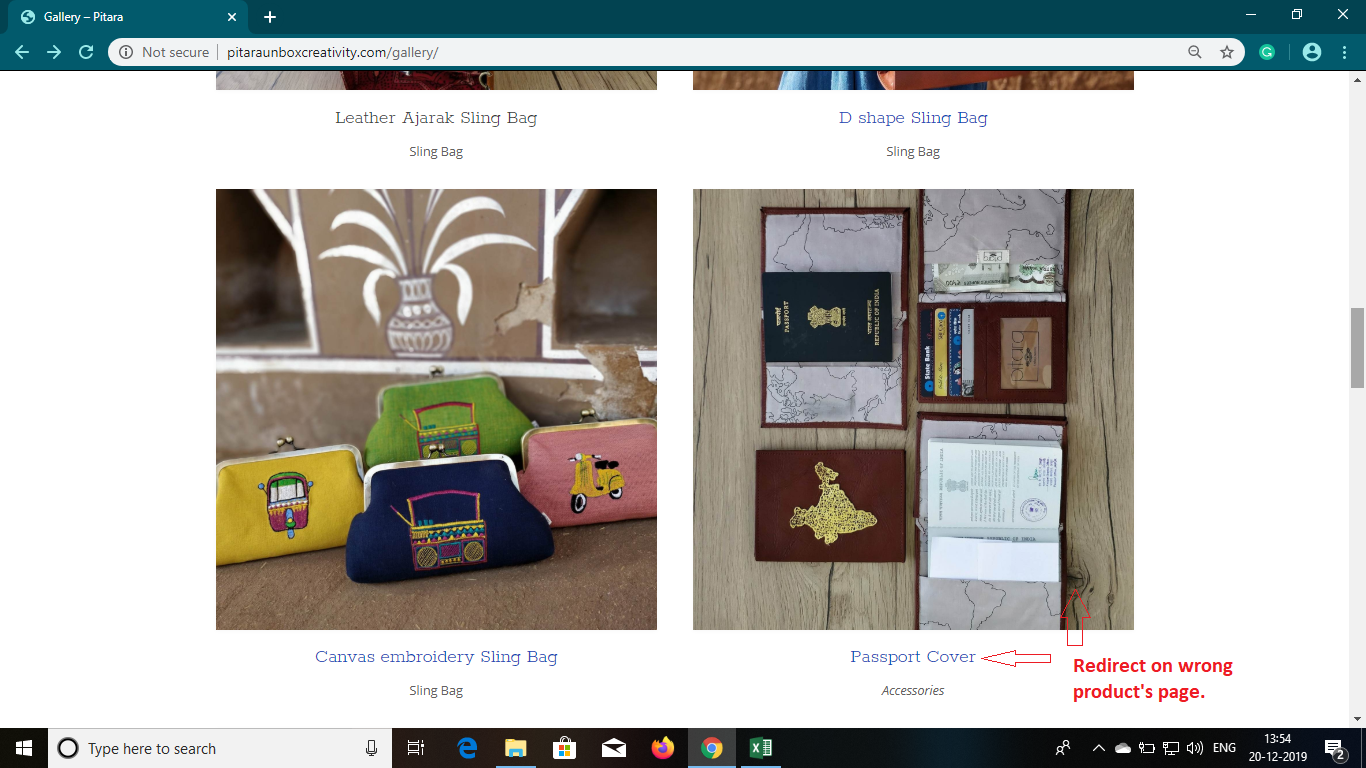 Gallery – Pitara
Not secure
pitaraunboxcreativity.com/gallery/
Leather Ajarak Sling Bag
Sling Bag
D shape Sling Bag
Sling Bag
PASSPORT
REPUBLIC OF INDIA
State Bank
pitara
Canvas embroidery Sling Bag
Sling Bag
Passport Cover
Accessories
Redirect on wrong
product's page.
Type here to search
ENG
13:54
20-12-2019
2